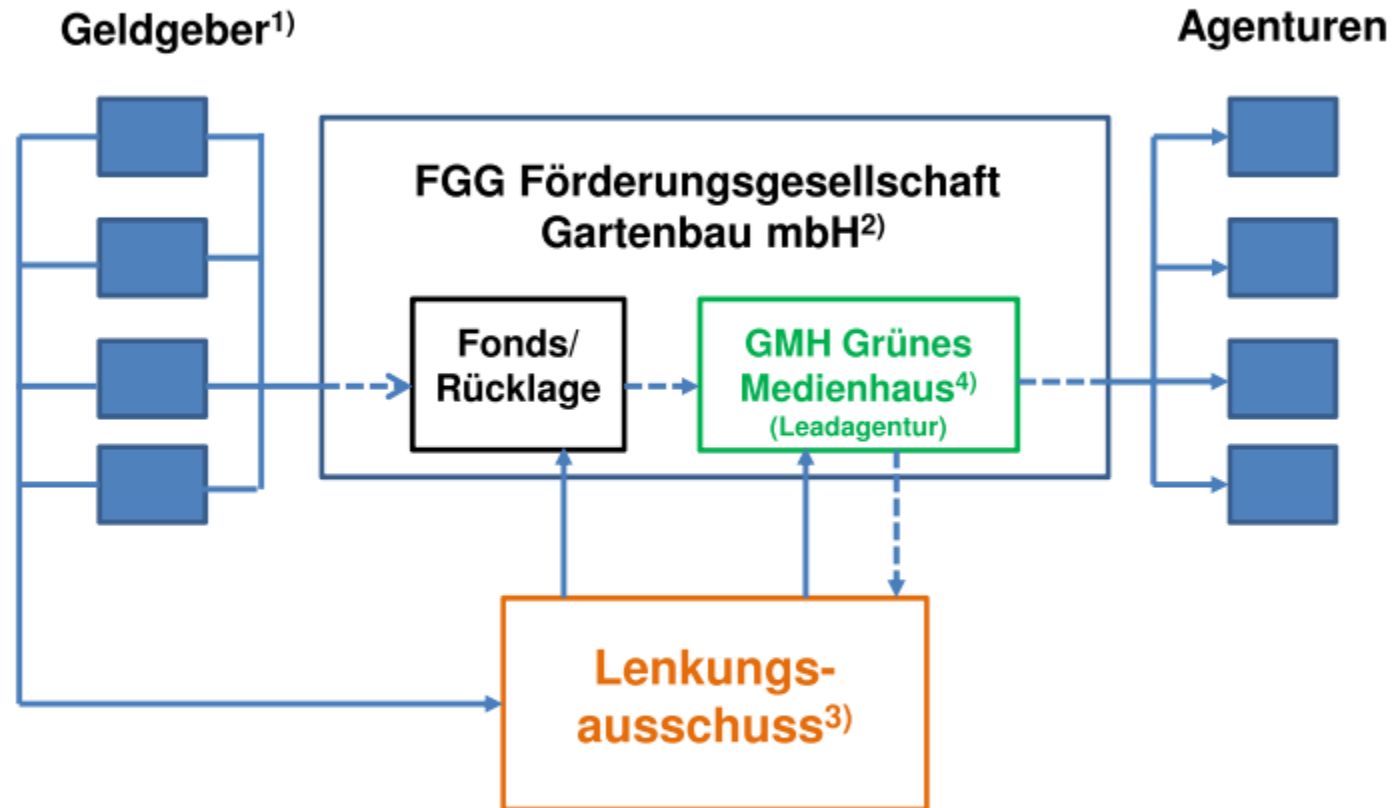 Geldgeber1)
Agenturen
FGG Förderungsgesellschaft
Gartenbau mbH2)
Fonds/
Rücklage
GMH Grünes
Medienhaus4)
(Leadagentur)
Lenkungs-
ausschuss3)